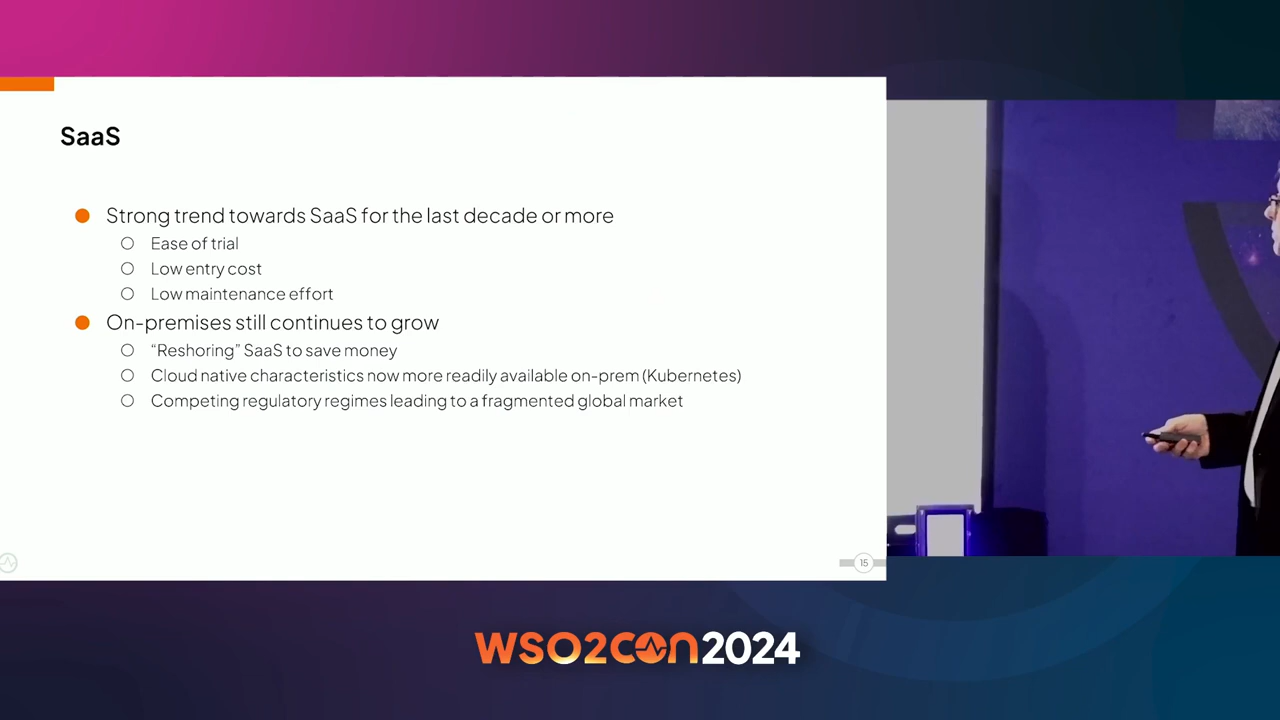 SaaS
Strong trend towards SaaS for the last decade or more
Ease of trial
Low entry cost
Low maintenance effort
On-premises still continues to grow
“Reshoring” SaaS to save money
Cloud native characteristics now more readily available on-prem (Kubernetes)
Competing regulatory regimes leading to a fragmented global market
15
WSO2CON2024